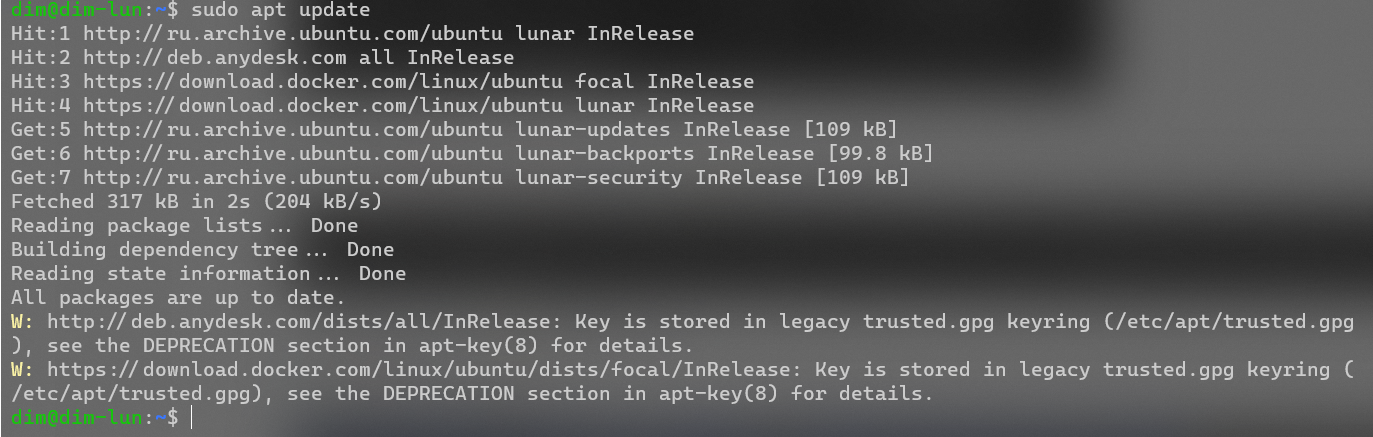 dim@dim-lun:~$ sudo apt update
Hit:1 http://ru.archive.ubuntu.com/ubuntu lunar InRelease
Hit:2 http://deb.anydesk.com all InRelease
Hit:3 https://download.docker.com/linux/ubuntu focal InRelease
Hit:4 https://download.docker.com/linux/ubuntu lunar InRelease
Get:5 http://ru.archive.ubuntu.com/ubuntu lunar-updates InRelease [109 kB]
Get:6 http://ru.archive.ubuntu.com/ubuntu lunar-backports InRelease [99.8 kB]
Get:7 http://ru.archive.ubuntu.com/ubuntu lunar-security InRelease [109 kB]
Fetched 317 kB in 2s (204 kB/s)
Reading package lists... Done
Building dependency tree... Done
Reading state information... Done
All packages are up to date.
W: http://deb.anydesk.com/dists/all/InRelease: Key is stored in legacy trusted.gpg keyring (/etc/apt/trusted.gpg
), see the DEPRECATION section in apt-key(8) for details.
W: https://download.docker.com/linux/ubuntu/dists/focal/InRelease: Key is stored in legacy trusted.gpg keyring (
/etc/apt/trusted.gpg), see the DEPRECATION section in apt-key(8) for details.
dim@dim-lun:~$